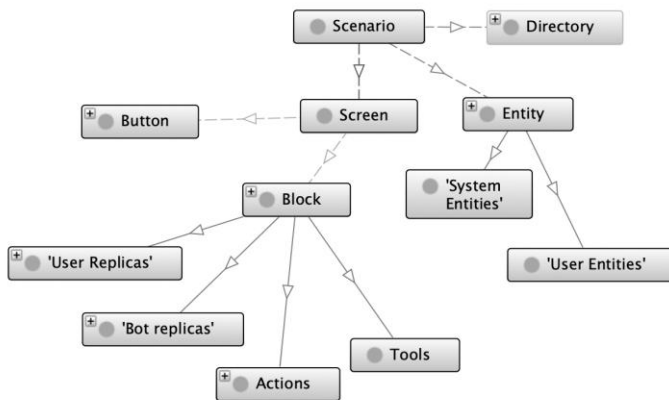 Scenario
Directory
Button
Screen
Entity
'System
Entities'
Block
'User Replicas'
'User Entities'
'Bot replicas'
Tools
Actions